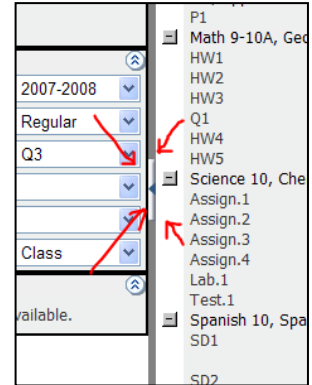 2007-2008
Regular
Q3
Class
vailable.
P1
Math 9-10A, Geo
HW1
HW2
HW3
Q1
HW4
HW5
Science 10, Che
Assign.1
Assign.2
Assign.3
Assign.4
Lab.1
Test.1
Spanish 10, Spa
SD1
SD2